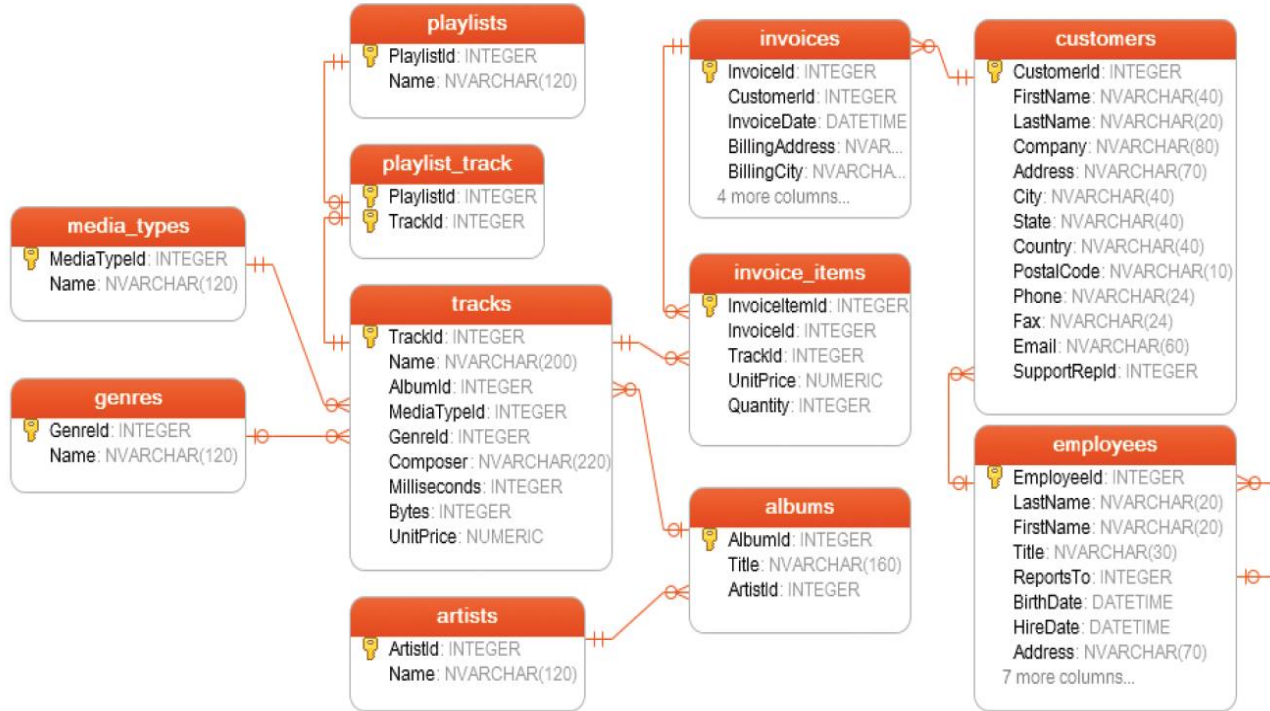 playlists
PlaylistId: INTEGER
Name: NVARCHAR(120)
playlist_track
PlaylistId: INTEGER
TrackId: INTEGER
media_types
MediaTypeId: INTEGER
Name: NVARCHAR(120)
genres
GenreId: INTEGER
Name: NVARCHAR(120)
tracks
TrackId: INTEGER
Name: NVARCHAR(200)
AlbumId: INTEGER
MediaTypeId: INTEGER
GenreId: INTEGER
Composer: NVARCHAR(220)
Milliseconds: INTEGER
Bytes: INTEGER
UnitPrice: NUMERIC
artists
ArtistId: INTEGER
Name: NVARCHAR(120)
invoices
InvoiceId: INTEGER
CustomerId: INTEGER
InvoiceDate: DATETIME
BillingAddress: NVAR...
BillingCity: NVARCHA...
4 more columns...
invoice_items
InvoiceItemId: INTEGER
InvoiceId: INTEGER
TrackId: INTEGER
UnitPrice: NUMERIC
Quantity: INTEGER
albums
AlbumId: INTEGER
Title: NVARCHAR(160)
ArtistId: INTEGER
customers
CustomerId: INTEGER
FirstName: NVARCHAR(40)
LastName: NVARCHAR(20)
Company: NVARCHAR(80)
Address: NVARCHAR(70)
City: NVARCHAR(40)
State: NVARCHAR(40)
Country: NVARCHAR(40)
PostalCode: NVARCHAR(10)
Phone: NVARCHAR(24)
Fax: NVARCHAR(24)
Email: NVARCHAR(60)
SupportRepId: INTEGER
employees
EmployeeId: INTEGER
LastName: NVARCHAR(20)
FirstName: NVARCHAR(20)
Title: NVARCHAR(30)
ReportsTo: INTEGER
BirthDate: DATETIME
HireDate: DATETIME
Address: NVARCHAR(70)
7 more columns...